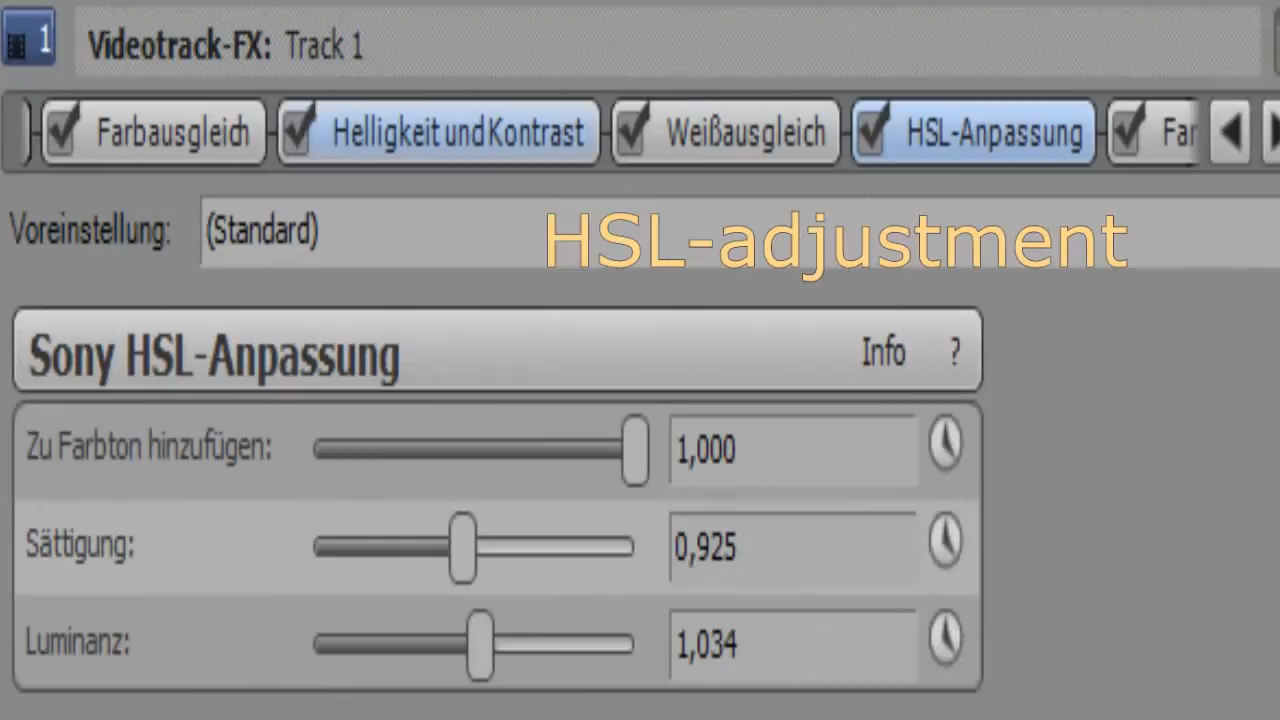 1 Videotrack-FX: Track 1
Farbausgleich Helligkeit und Kontrast Weißausgleich HSL-Anpassung Far
Voreinstellung: (Standard) HSL-adjustment
Sony HSL-Anpassung Info ?
Zu Farbton hinzufügen: 1,000
Sättigung: 0,925
Luminanz: 1,034